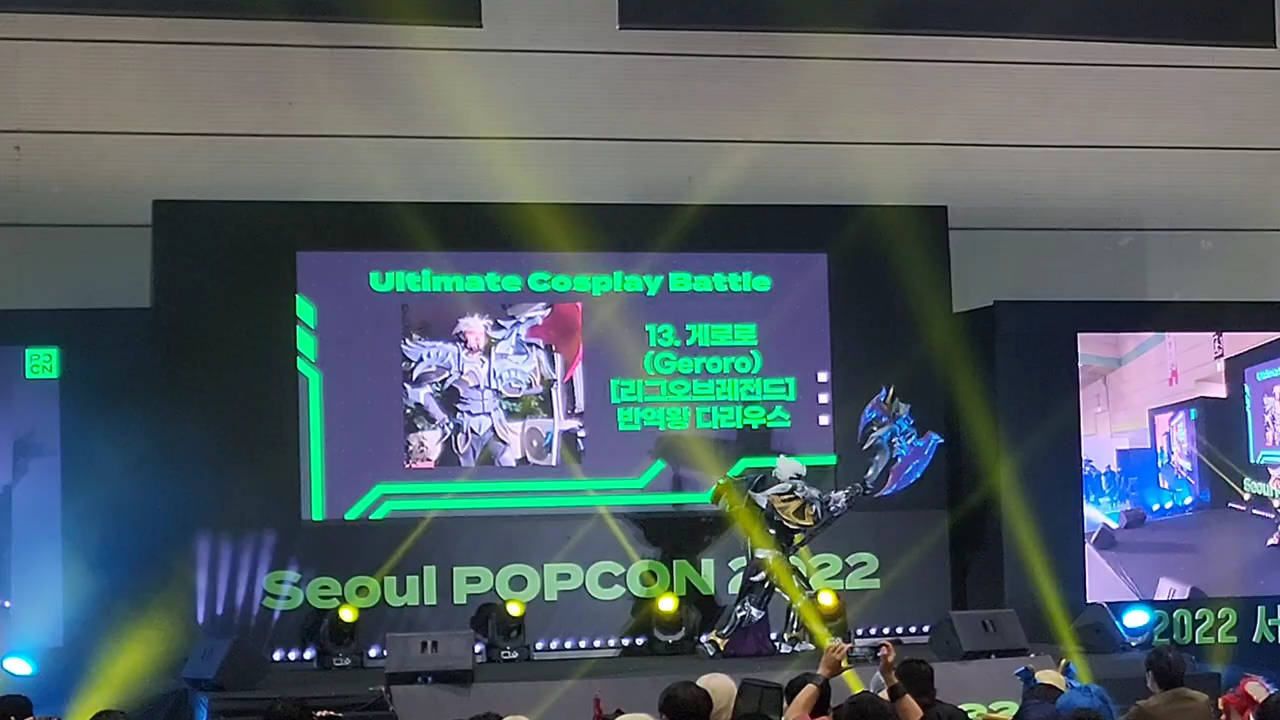 PO
CN
Ultimate Cosplay Battle
13. 게로로
(Geroro)
[리그오브레전드]
반역왕 다리우스
Seoul POPCON 2022
2022 서